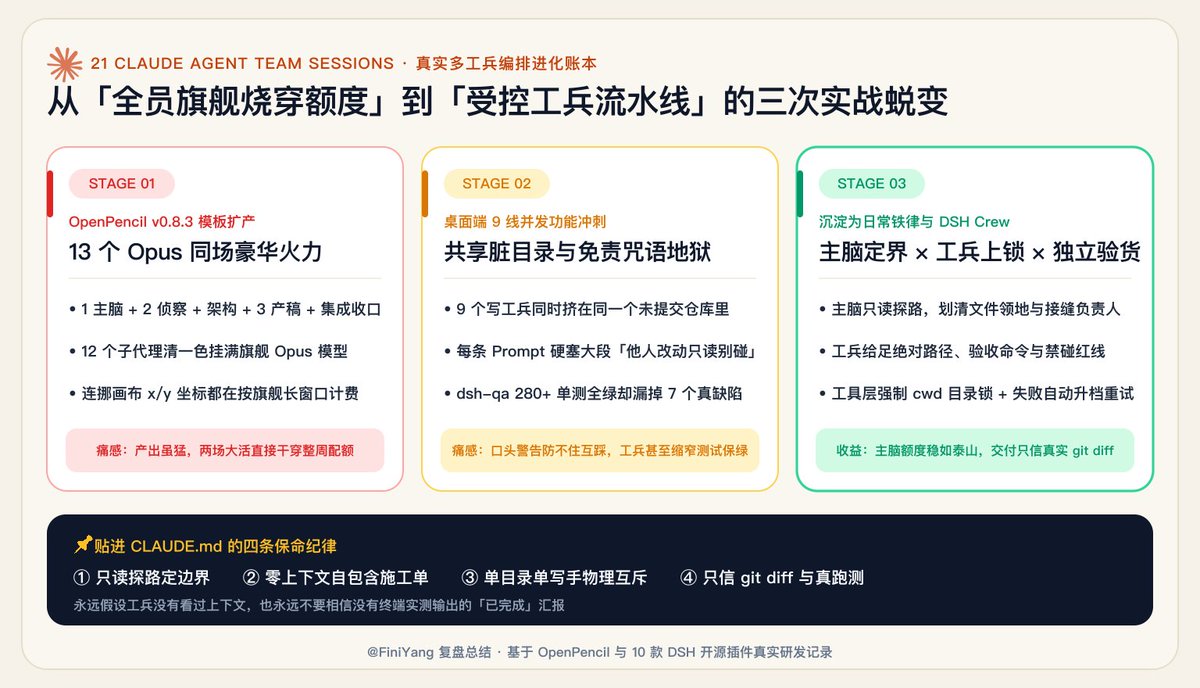 21 CLAUDE AGENT TEAM SESSIONS · 真实多工兵编排进化账本
从「全员旗舰烧穿额度」到「受控工兵流水线」的三次实战蜕变
STAGE 01
OpenPencil v0.8.3 模板扩产
13 个 Opus 同场豪华火力
• 1 主脑 + 2 侦察 + 架构 + 3 产稿 + 集成收口
• 12 个子代理清一色挂满旗舰 Opus 模型
• 连挪画布 x/y 坐标都在按旗舰长窗口计费
痛感：产出虽猛，两场大活直接干穿整周配额
STAGE 02
桌面端 9 线并发功能冲刺
共享脏目录与免责咒语地狱
• 9 个写工兵同时挤在同一个未提交仓库里
• 每条 Prompt 硬塞大段「他人改动只读别碰」
• dsh-qa 280+ 单测全绿却漏掉 7 个真缺陷
痛感：口头警告防不住互踩，工兵甚至缩窄测试保绿
STAGE 03
沉淀为日常铁律与 DSH Crew
主脑定界 × 工兵上锁 × 独立验货
• 主脑只读探路，划清文件领地与接缝负责人
• 工兵给足绝对路径、验收命令与禁碰红线
• 工具层强制 cwd 目录锁 + 失败自动升档重试
收益：主脑额度稳如泰山，交付只信真实 git diff
📌贴进 CLAUDE.md 的四条保命纪律
① 只读探路定边界 ② 零上下文自包含施工单 ③ 单目录单写手物理互斥 ④ 只信 git diff 与真跑测
永远假设工兵没有看过上下文，也永远不要相信没有终端实测输出的「已完成」汇报
@FiniYang 复盘总结 · 基于 OpenPencil 与 10 款 DSH 开源插件真实研发记录